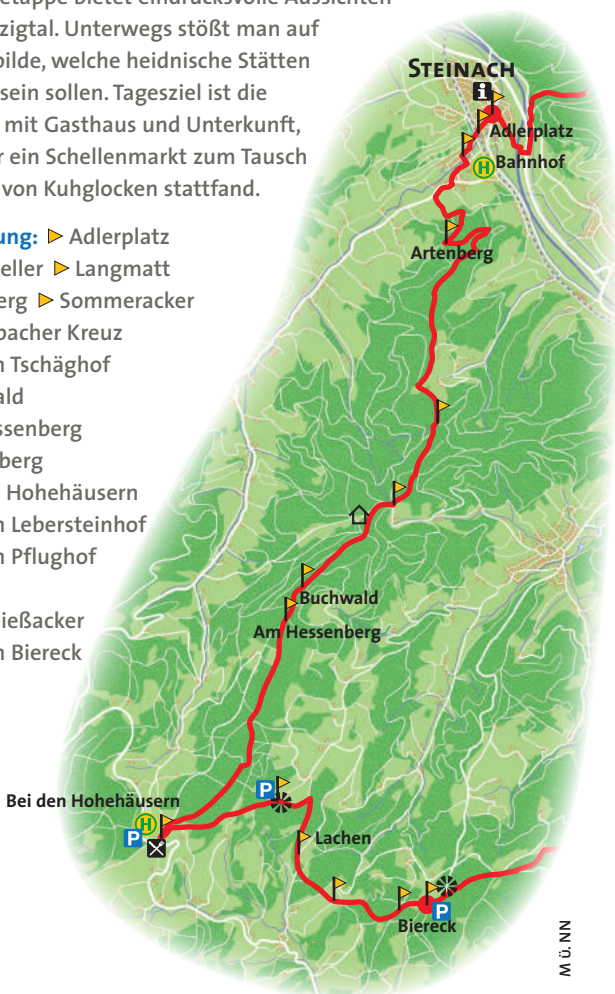 etappe bietet eindrucksvolle Aussichten
zigtal. Unterwegs stößt man auf
bilde, welche heidnische Stätten
sein sollen. Tagesziel ist die
mit Gasthaus und Unterkunft,
r ein Schellenmarkt zum Tausch
von Kuhglocken stattfand.
ung: Adlerplatz
eller Langmatt
erg Sommeracker
bacher Kreuz
n Tschäghof
ald
ssenberg
berg
Hohehäusern
n Lebersteinhof
n Pflughof
ießacker
n Biereck
STEINACH
i
Adlerplatz
H Bahnhof
Artenberg
Buchwald
Am Hessenberg
Bei den Hohehäusern
H
P
P
Lachen
P
Biereck
M ü. NN